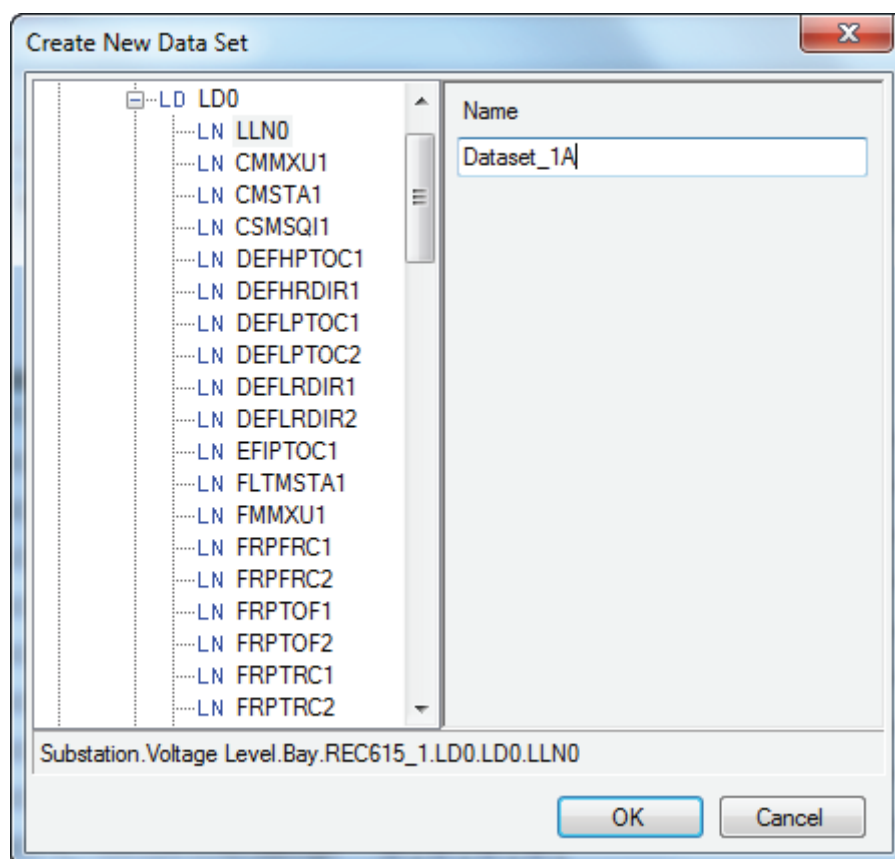 Create New Data Set
LD LD0
LN LLN0
LN CMMXU1
LN CMSTA1
LN CSMSQI1
LN DEFHPTOC1
LN DEFHRDIR1
LN DEFLPTOC1
LN DEFLPTOC2
LN DEFLRDIR1
LN DEFLRDIR2
LN EFIPTOC1
LN FLTMSTA1
LN FMMXU1
LN FRPFRC1
LN FRPFRC2
LN FRPTOF1
LN FRPTOF2
LN FRPTRC1
LN FRPTRC2
Name
Dataset_1A
Substation.Voltage Level.Bay.REC615_1.LD0.LD0.LLN0
OK Cancel